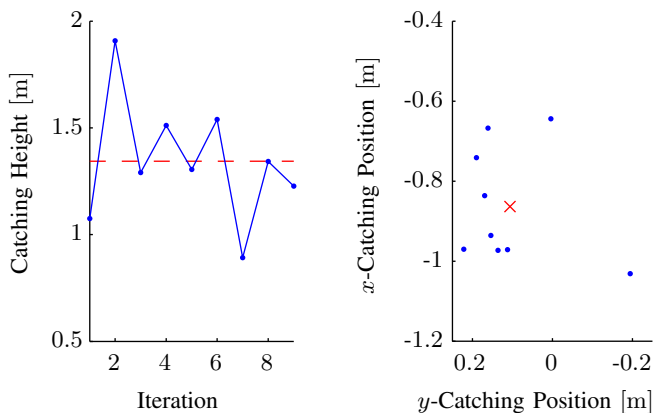 2
1.5
1
0.5
Catching Height [m]
2 4 6 8
Iteration
-0.4
-0.6
-0.8
-1
-1.2
x-Catching Position [m]
0.2 0 -0.2
y-Catching Position [m]